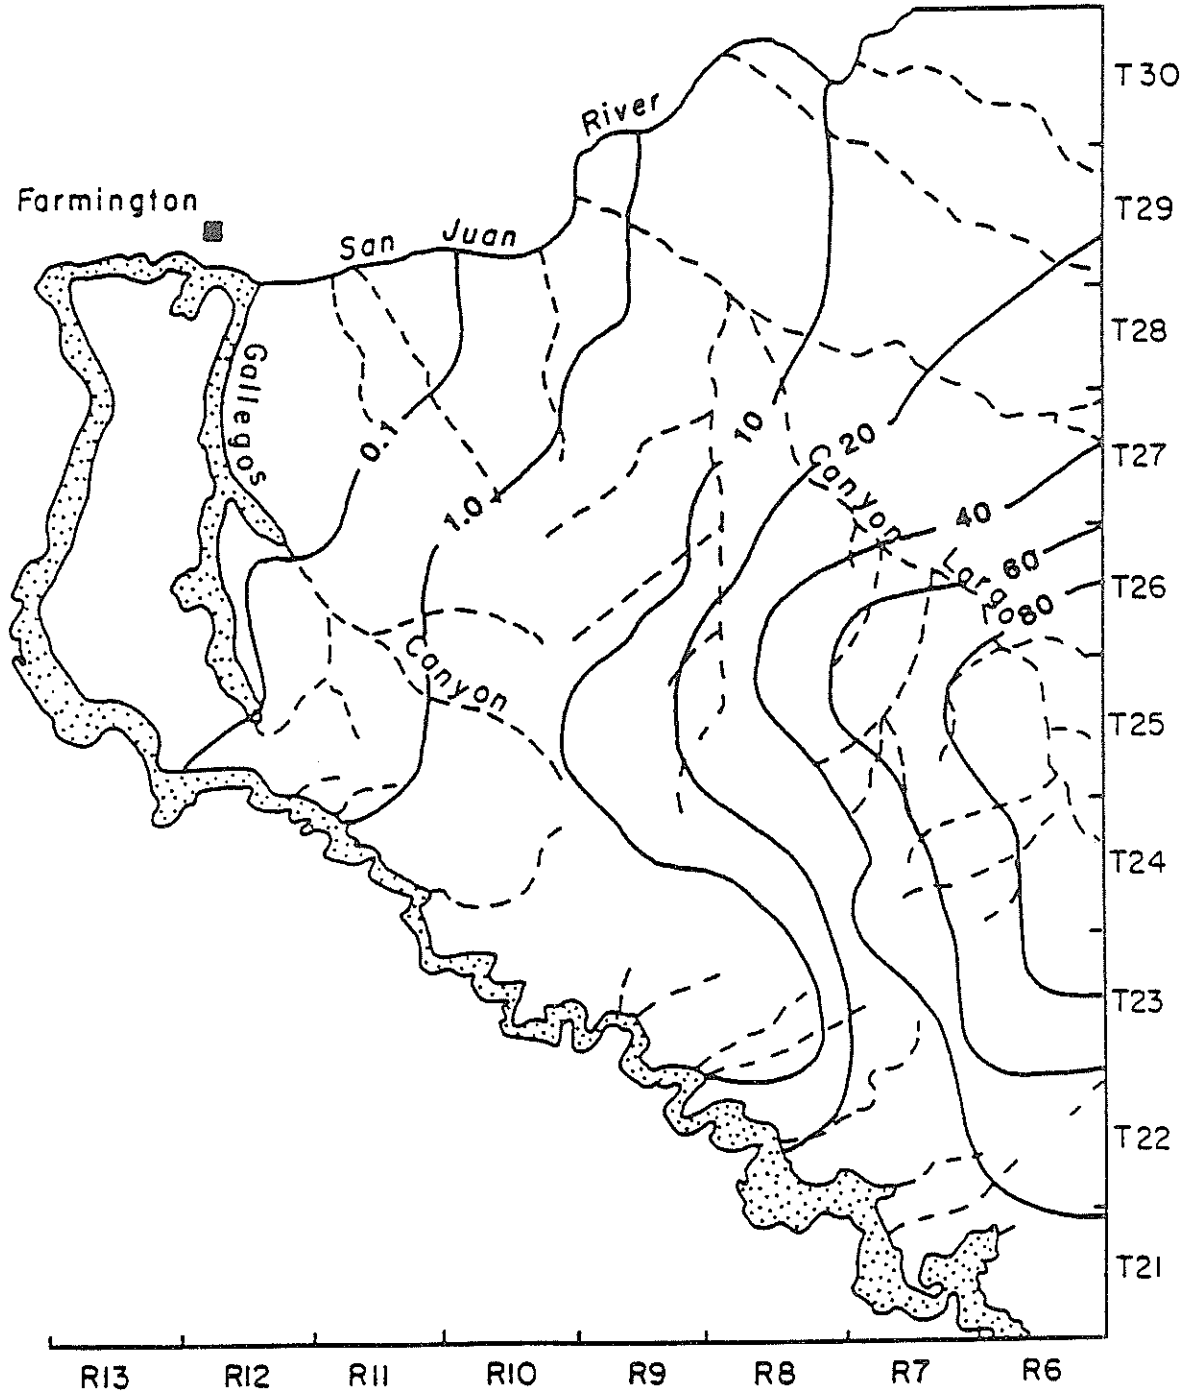 T30
River
Farmington
T29
San Juan
T28
Gallegos
0.1
10
20
T27
Canyon
1.0
40
60
Largo
T26
80
Canyon
T25
T24
T23
T22
T21
R13 R12 R11 R10 R9 R8 R7 R6